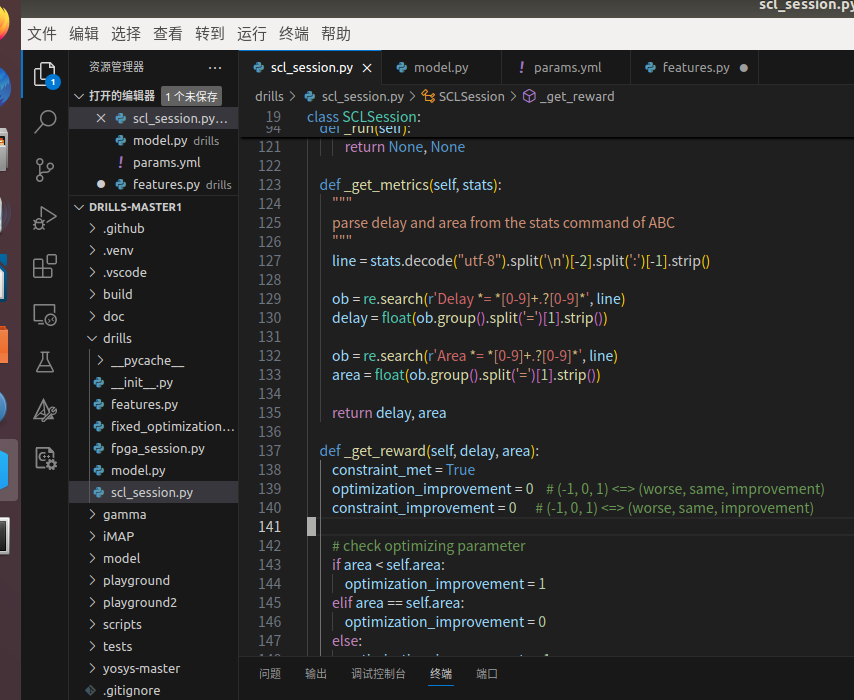 scl_session.py
文件 编辑 选择 查看 转到 运行 终端 帮助
资源管理器 ···
打开的编辑器 1 个未保存
scl_session.py...
model.py drills
! params.yml
features.py drills
DRILLS-MASTER1
.github
.venv
.vscode
build
doc
drills
__pycache__
__init__.py
features.py
fixed_optimization...
fpga_session.py
model.py
scl_session.py
gamma
iMAP
model
playground
playground2
scripts
tests
yosys-master
.gitignore
1
scl_session.py model.py ! params.yml features.py
drills > scl_session.py > SCLSession > _get_reward
19 class SCLSession:
94 def _run(self):
121 return None, None
122
123 def _get_metrics(self, stats):
124 """
125 parse delay and area from the stats command of ABC
126 """
127 line = stats.decode("utf-8").split('\n')[-2].split(':')[-1].strip()
128
129 ob = re.search(r'Delay *= *[0-9]+.?[0-9]*', line)
130 delay = float(ob.group().split('=')[1].strip())
131
132 ob = re.search(r'Area *= *[0-9]+.?[0-9]*', line)
133 area = float(ob.group().split('=')[1].strip())
134
135 return delay, area
136
137 def _get_reward(self, delay, area):
138 constraint_met = True
139 optimization_improvement = 0 # (-1, 0, 1) <=> (worse, same, improvement)
140 constraint_improvement = 0 # (-1, 0, 1) <=> (worse, same, improvement)
141
142 # check optimizing parameter
143 if area < self.area:
144 optimization_improvement = 1
145 elif area == self.area:
146 optimization_improvement = 0
147 else:
问题 输出 调试控制台 终端 端口